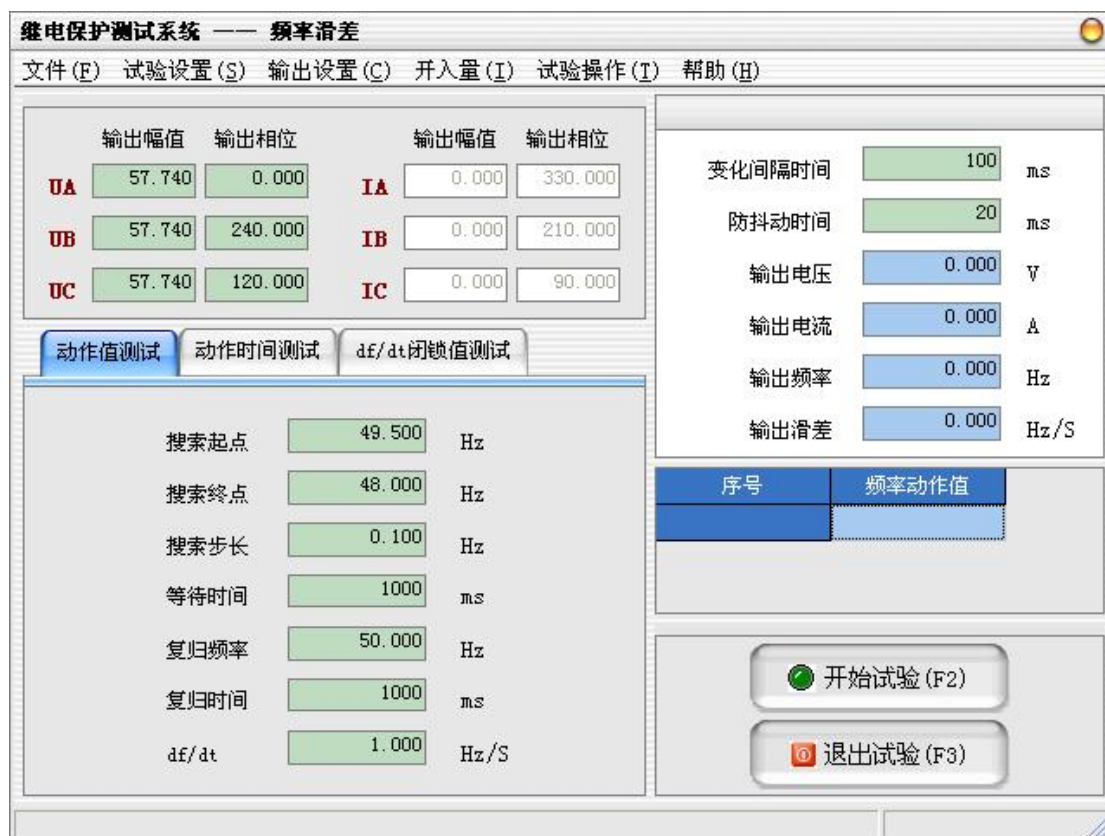 继电保护测试系统 —— 频率滑差
文件(F) 试验设置(S) 输出设置(C) 开入量(I) 试验操作(T) 帮助(H)
输出幅值 输出相位 输出幅值 输出相位
UA 57.740 0.000 IA 0.000 330.000
UB 57.740 240.000 IB 0.000 210.000
UC 57.740 120.000 IC 0.000 90.000
动作值测试 动作时间测试 df/dt闭锁值测试
搜索起点 49.500 Hz
搜索终点 48.000 Hz
搜索步长 0.100 Hz
等待时间 1000 ms
复归频率 50.000 Hz
复归时间 1000 ms
df/dt 1.000 Hz/S
变化间隔时间 100 ms
防抖动时间 20 ms
输出电压 0.000 V
输出电流 0.000 A
输出频率 0.000 Hz
输出滑差 0.000 Hz/S
序号 频率动作值
开始试验(F2)
退出试验(F3)